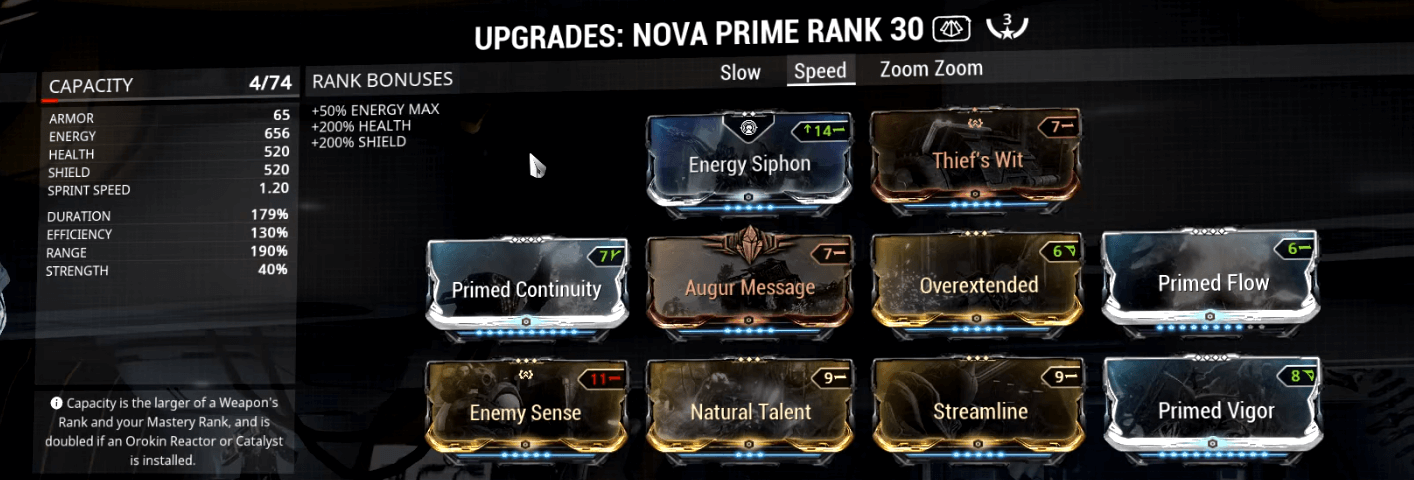 UPGRADES: NOVA PRIME RANK 30
3
CAPACITY 4/74
ARMOR 65
ENERGY 656
HEALTH 520
SHIELD 520
SPRINT SPEED 1.20
DURATION 179%
EFFICIENCY 130%
RANGE 190%
STRENGTH 40%
Capacity is the larger of a Weapon's
Rank and your Mastery Rank, and is
doubled if an Orokin Reactor or Catalyst
is installed.
RANK BONUSES
+50% ENERGY MAX
+200% HEALTH
+200% SHIELD
Slow Speed Zoom Zoom
14
Energy Siphon
7
Thief's Wit
7
Primed Continuity
7
Augur Message
6
Overextended
6
Primed Flow
11
Enemy Sense
9
Natural Talent
9
Streamline
8
Primed Vigor